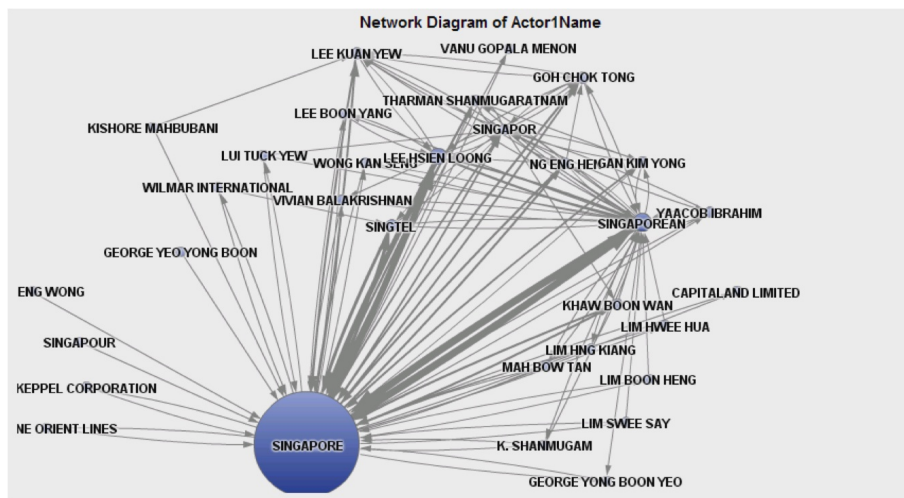 Network Diagram of Actor1Name
LEE KUAN YEW
VANU GOPALA MENON
GOH CHOK TONG
THARMAN SHANMUGARATNAM
LEE BOON YANG
KISHORE MAHBUBANI
SINGAPOR
LUI TUCK YEW
WONG KAN SENG
LEE HSIEN LOONG
NG ENG HEN
GAN KIM YONG
WILMAR INTERNATIONAL
VIVIAN BALAKRISHNAN
SINGTEL
SINGAPOREAN
YAACOB IBRAHIM
GEORGE YEO YONG BOON
ENG WONG
CAPITALAND LIMITED
KHAW BOON WAN
LIM HWEE HUA
SINGAPOUR
LIM HNG KIANG
MAH BOW TAN
LIM BOON HENG
KEPPEL CORPORATION
NE ORIENT LINES
LIM SWEE SAY
SINGAPORE
K. SHANMUGAM
GEORGE YONG BOON YEO